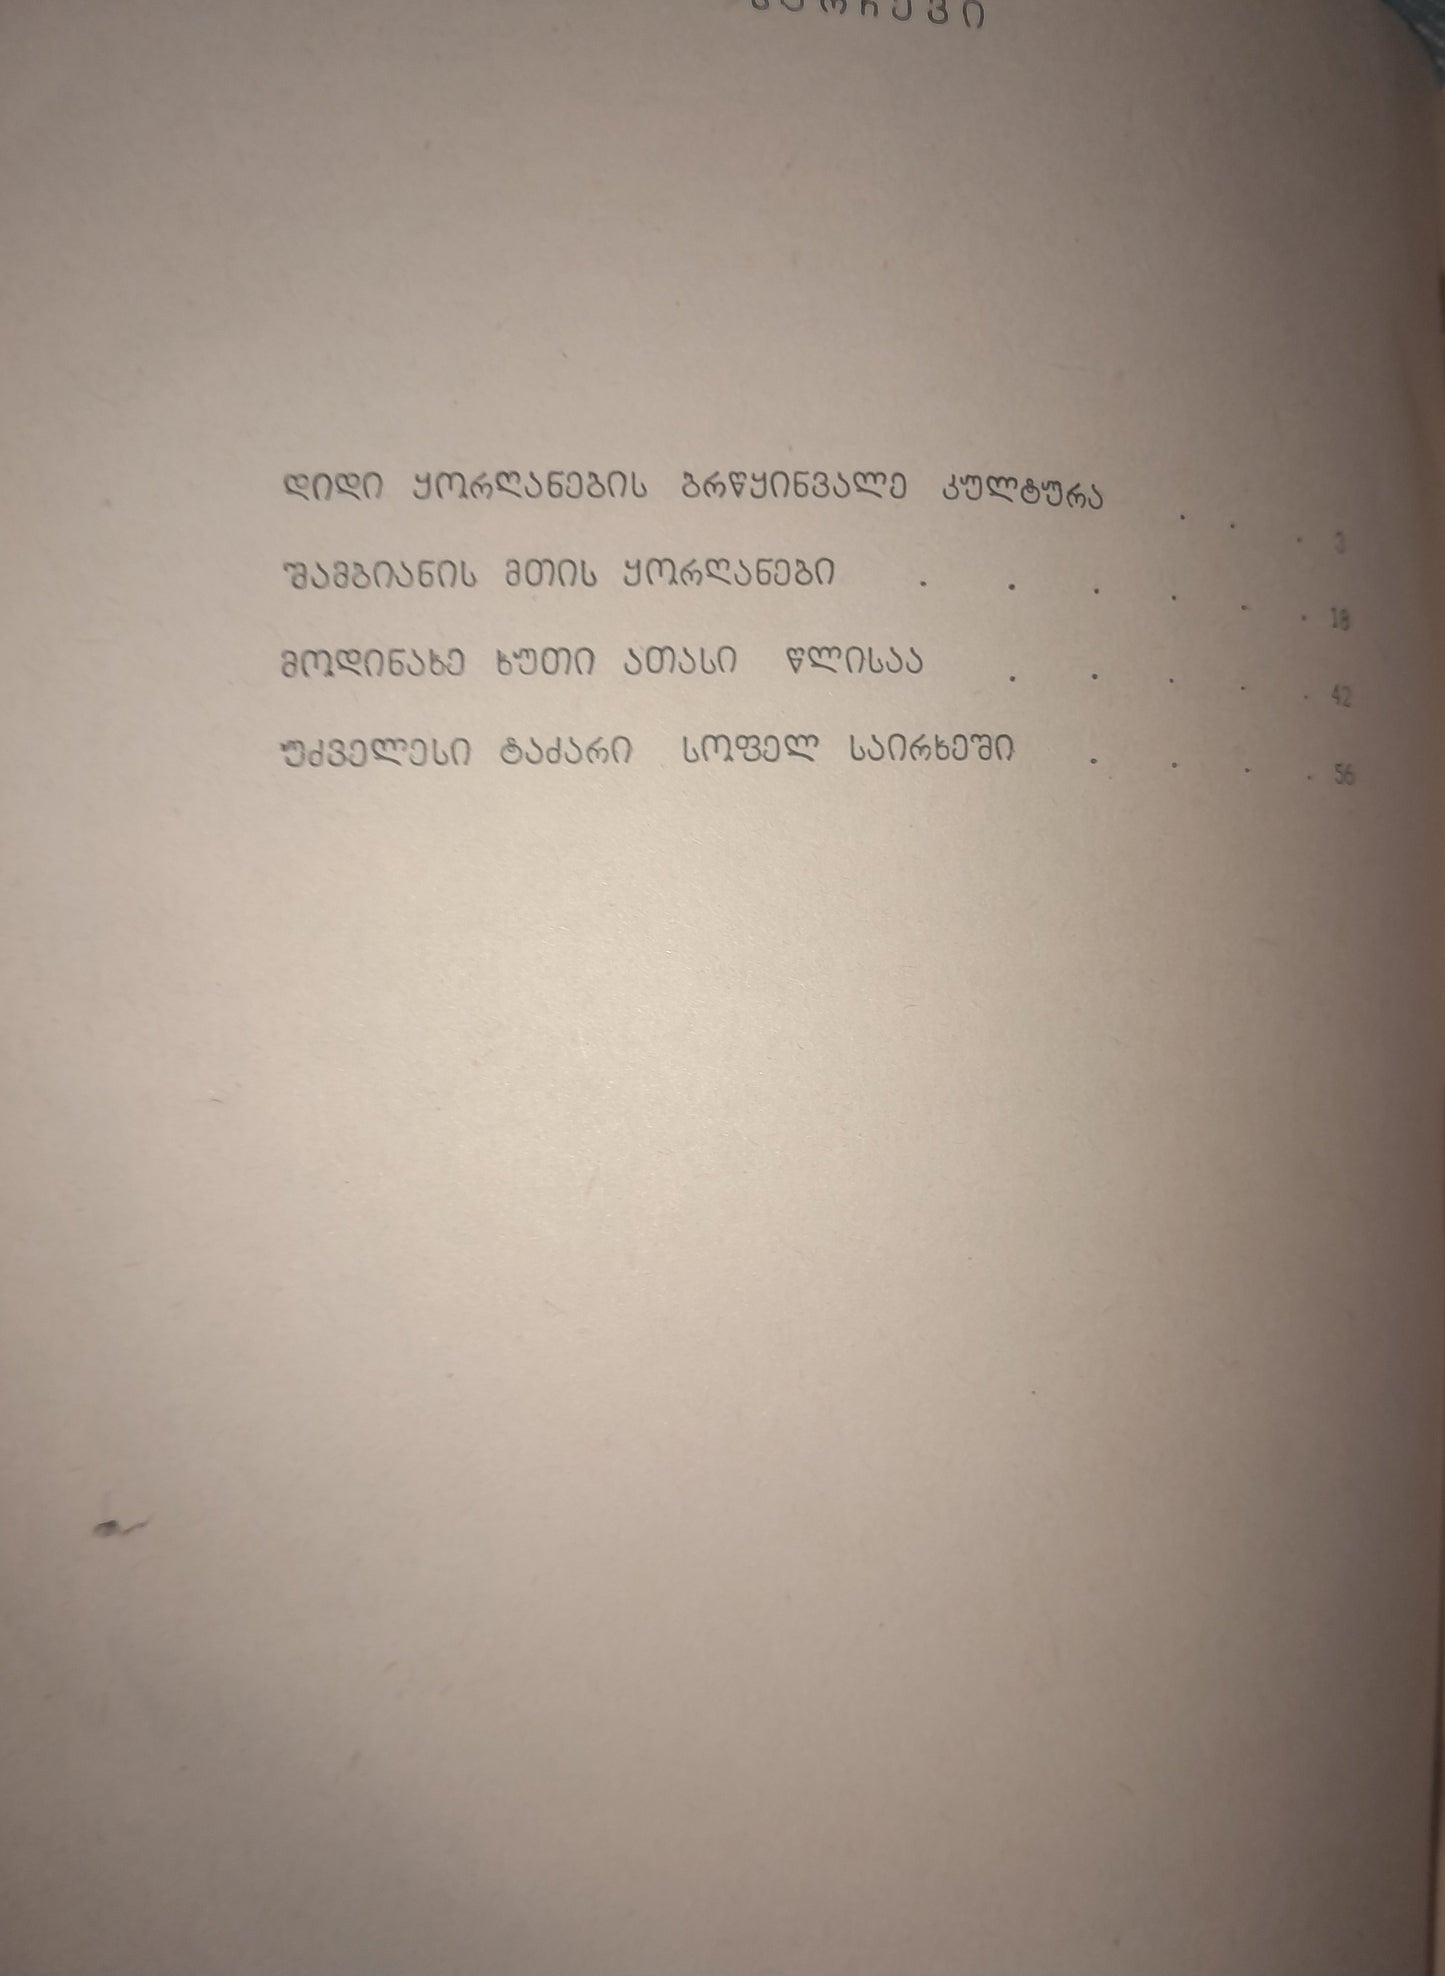 დიდი ყორღანების ბრწყინვალე კულტურა . . . 3
შამბიანის მთის ყორღანები . . . . . . 18
მოდინახე ხუთი ათასი წლისაა . . . . . 42
უძველესი ტაძარი სოფელ საირხეში . . . . 56